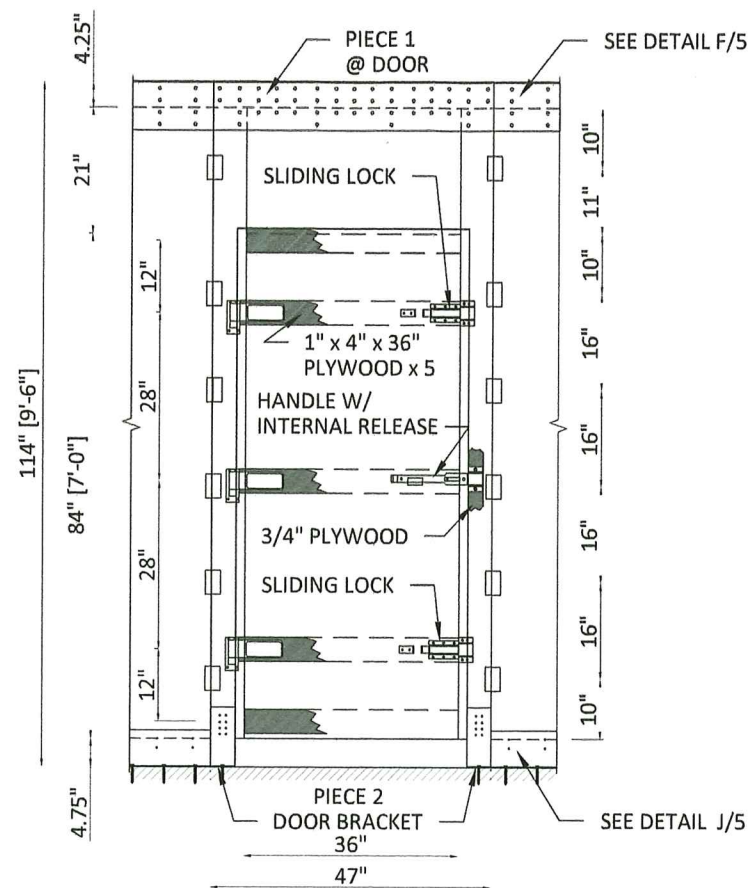 4.25"
PIECE 1
@ DOOR
SEE DETAIL F/5
21"
10"
SLIDING LOCK
11"
12"
10"
1" x 4" x 36"
PLYWOOD x 5
16"
HANDLE W/
INTERNAL RELEASE
28"
16"
114" [9'-6"]
84" [7'-0"]
3/4" PLYWOOD
16"
28"
SLIDING LOCK
16"
12"
10"
4.75"
PIECE 2
DOOR BRACKET
SEE DETAIL J/5
36"
47"